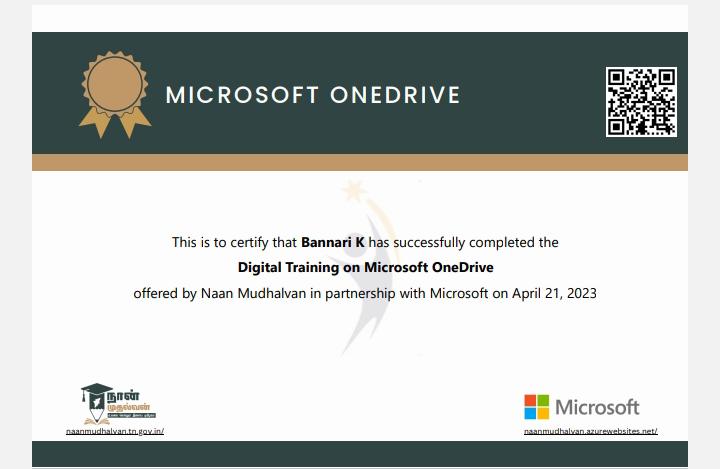 MICROSOFT ONEDRIVE
This is to certify that Bannari K has successfully completed the
Digital Training on Microsoft OneDrive
offered by Naan Mudhalvan in partnership with Microsoft on April 21, 2023
நான்
முதல்வன்
naanmudhalvan.tn.gov.in/
Microsoft
naanmudhalvan.azurewebsites.net/